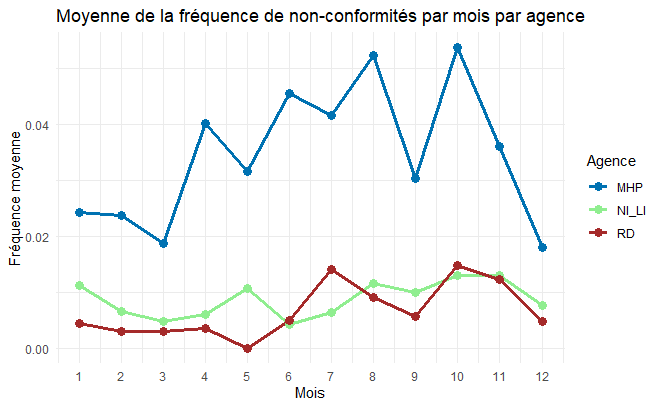 Moyenne de la fréquence de non-conformités par mois par agence
Fréquence moyenne
0.04
0.02
0.00
1 2 3 4 5 6 7 8 9 10 11 12
Mois
Agence
MHP
NI_LI
RD